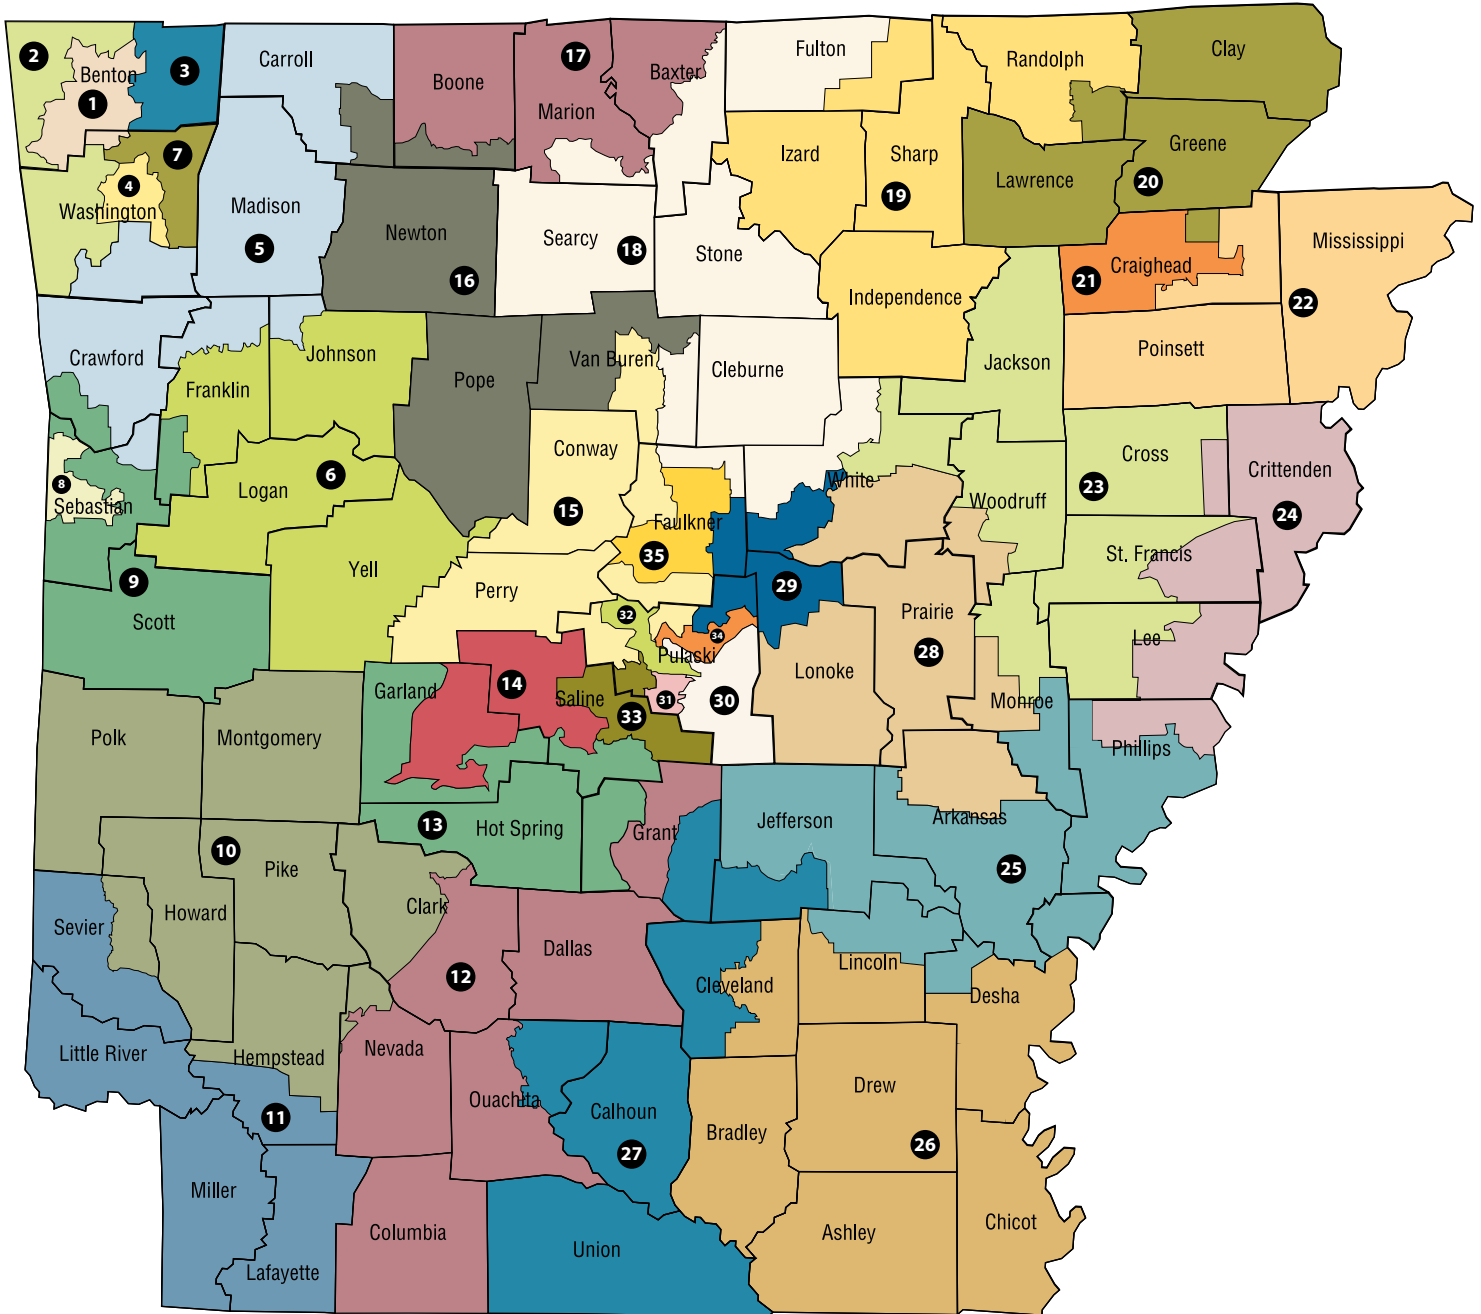 Clay
Fulton
2
17
Carroll
Randolph
3
Benton
Baxter
Boone
1
Marion
Greene
7
Izard
Sharp
20
Lawrence
4
19
Madison
Washington
Newton
Searcy
18
Mississippi
5
Stone
Craighead
16
21
Independence
22
Poinsett
Johnson
Crawford
Van Buren
Jackson
Cleburne
Pope
Franklin
Conway
Cross
Crittenden
6
White
8
Logan
23
Sebastian
Woodruff
15
24
Faulkner
35
St. Francis
9
Yell
29
Perry
Prairie
32
Scott
34
Lee
28
Pulaski
Lonoke
14
Garland
Saline
31
30
Monroe
33
Polk
Montgomery
Phillips
Jefferson
Arkansas
13
Hot Spring
Grant
10
Pike
25
Clark
Howard
Sevier
Dallas
Lincoln
12
Cleveland
Desha
Nevada
Little River
Hempstead
Drew
Ouachita
Calhoun
11
Bradley
26
27
Miller
Chicot
Columbia
Ashley
Union
Lafayette